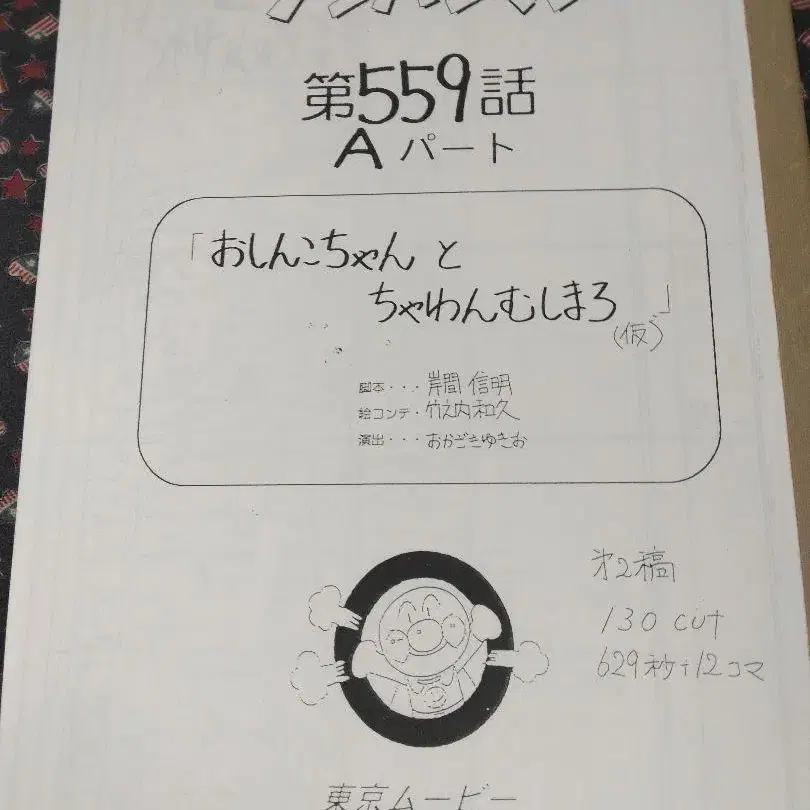 第559話
Aパート
「おしんこちゃんと
ちゃわんむしまろ」
(仮)
脚本・・・岸間信明
絵コンテ・竹之内和久
演出・・・おかざきゆきお
第2稿
130 cut
629秒+12コマ
東京ムービー